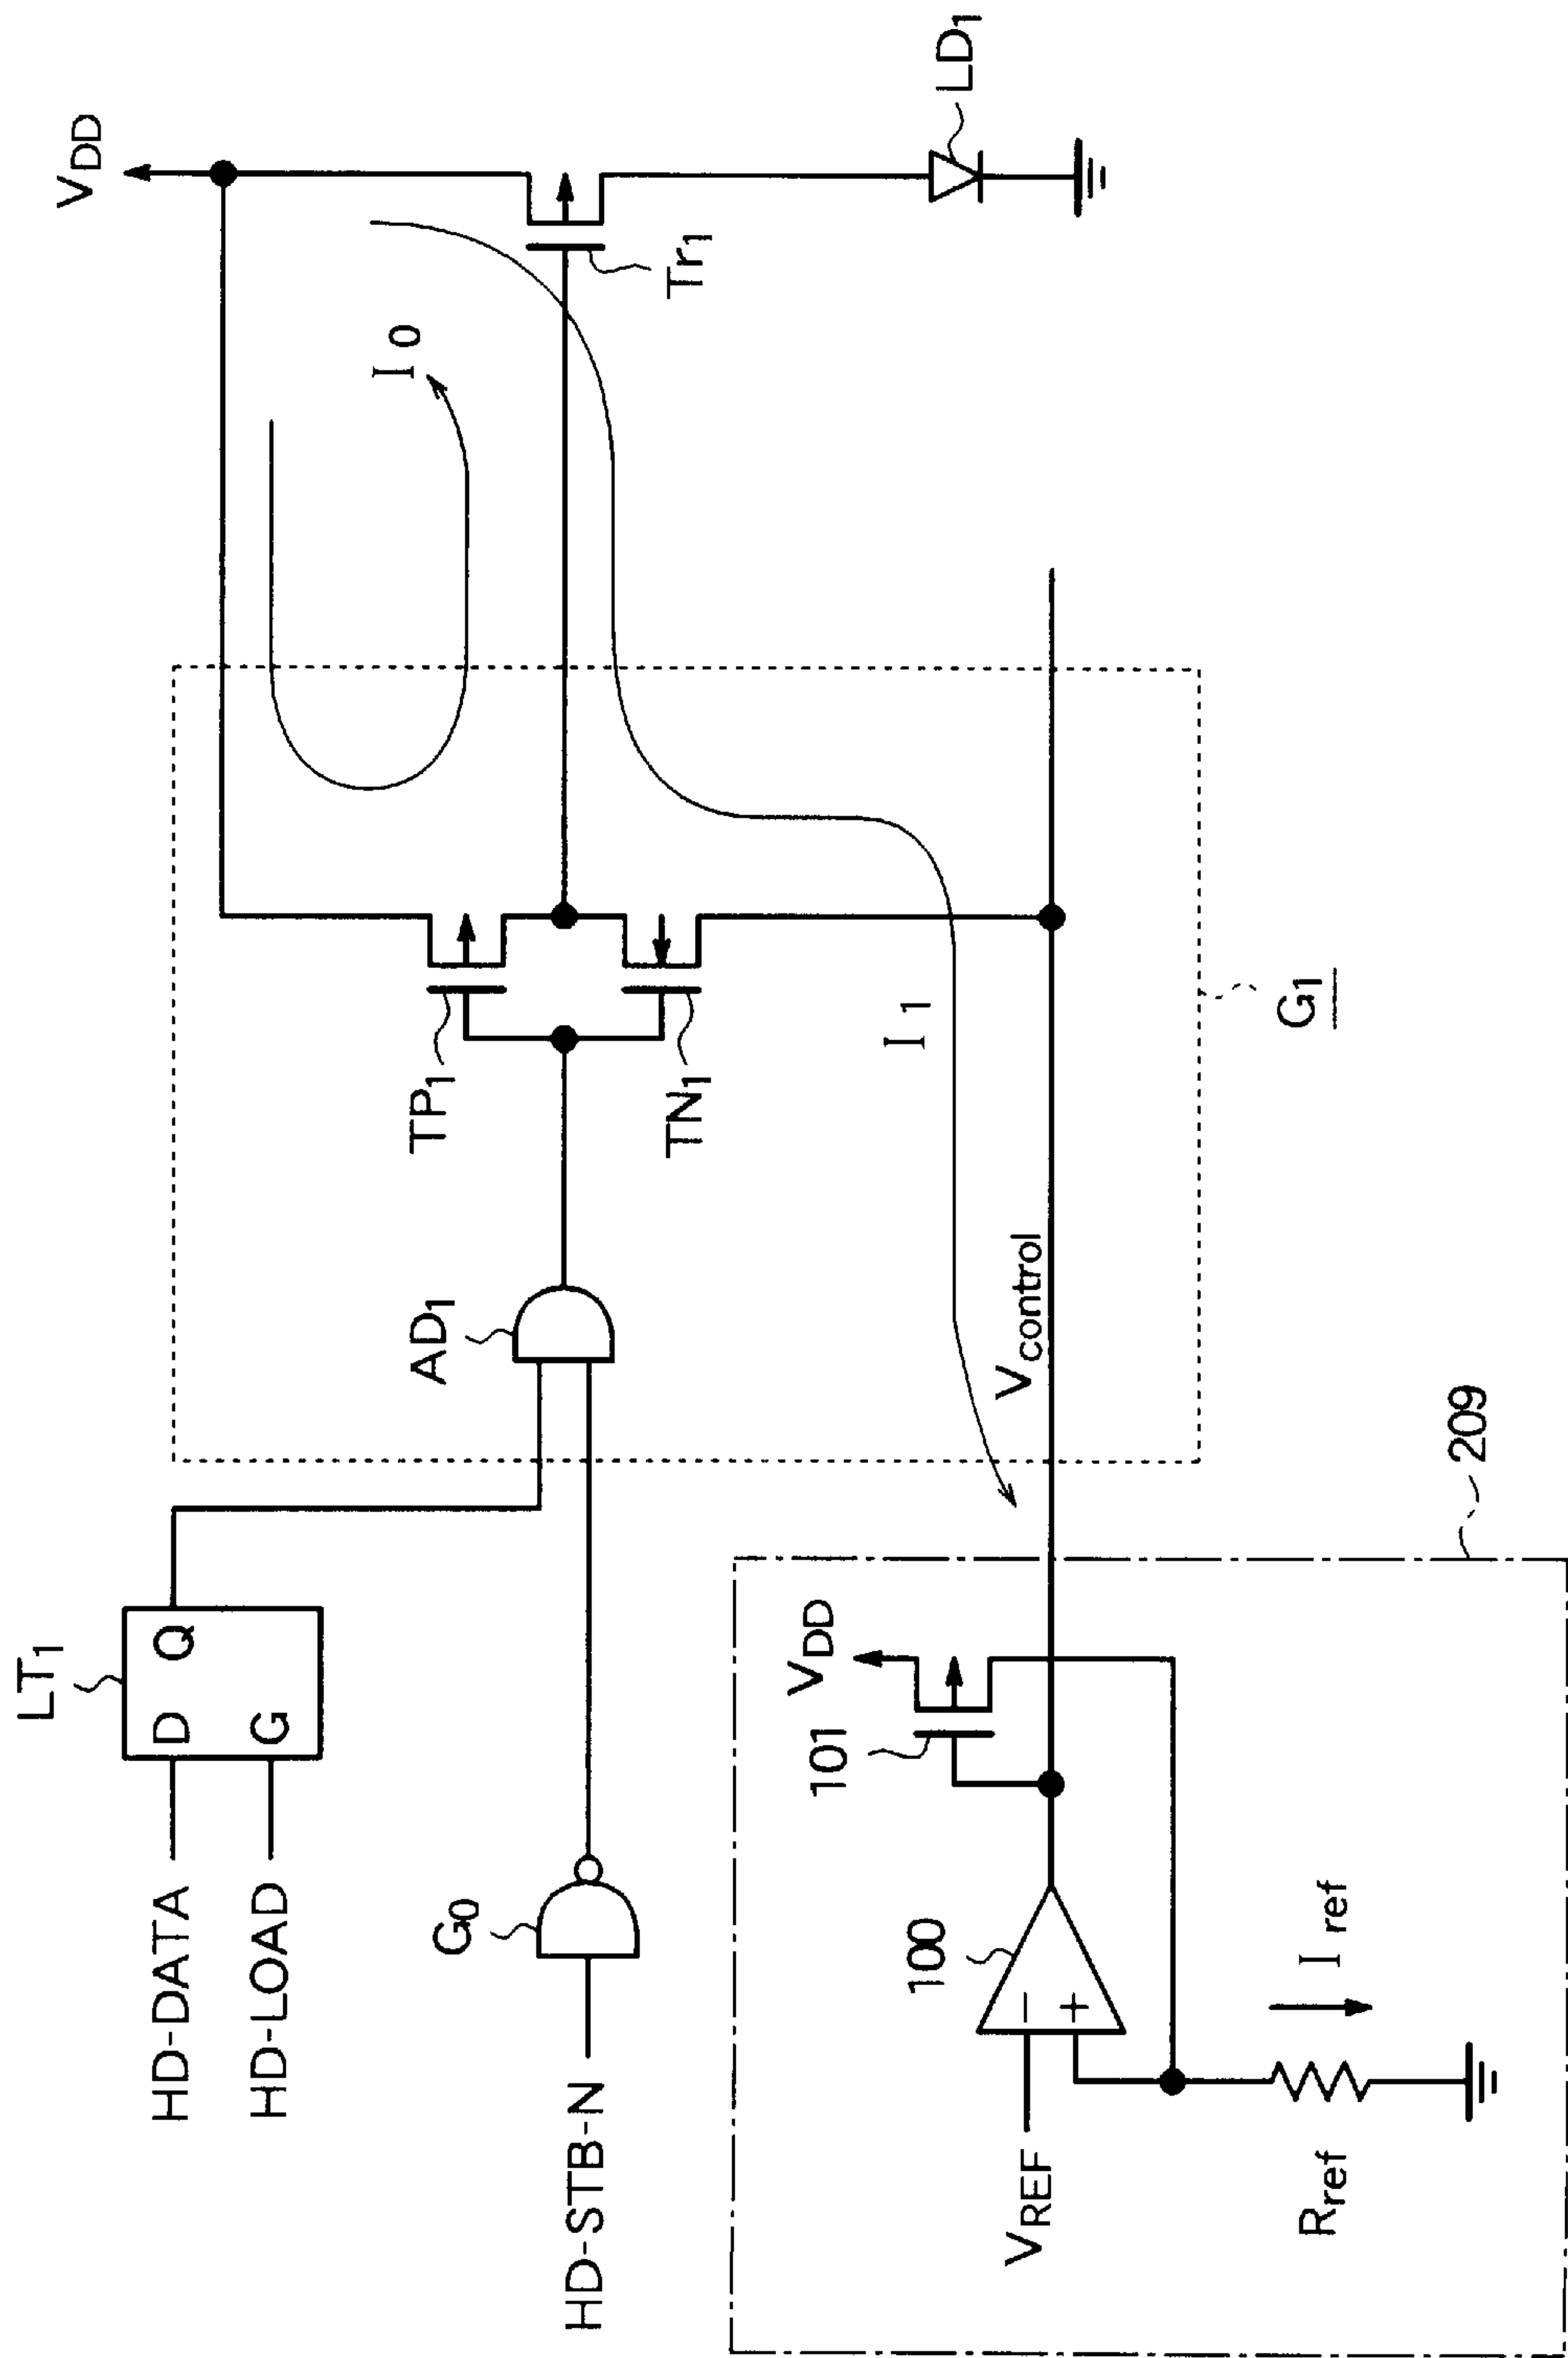 LT1
D Q
G
HD-DATA
HD-LOAD
G0
HD-STB-N
AD1
TP1
TN1
VDD
I0
Tr1
LD1
I1
G1
Vcontrol
209
VDD
101
100
−
+
VREF
Rref
Iref